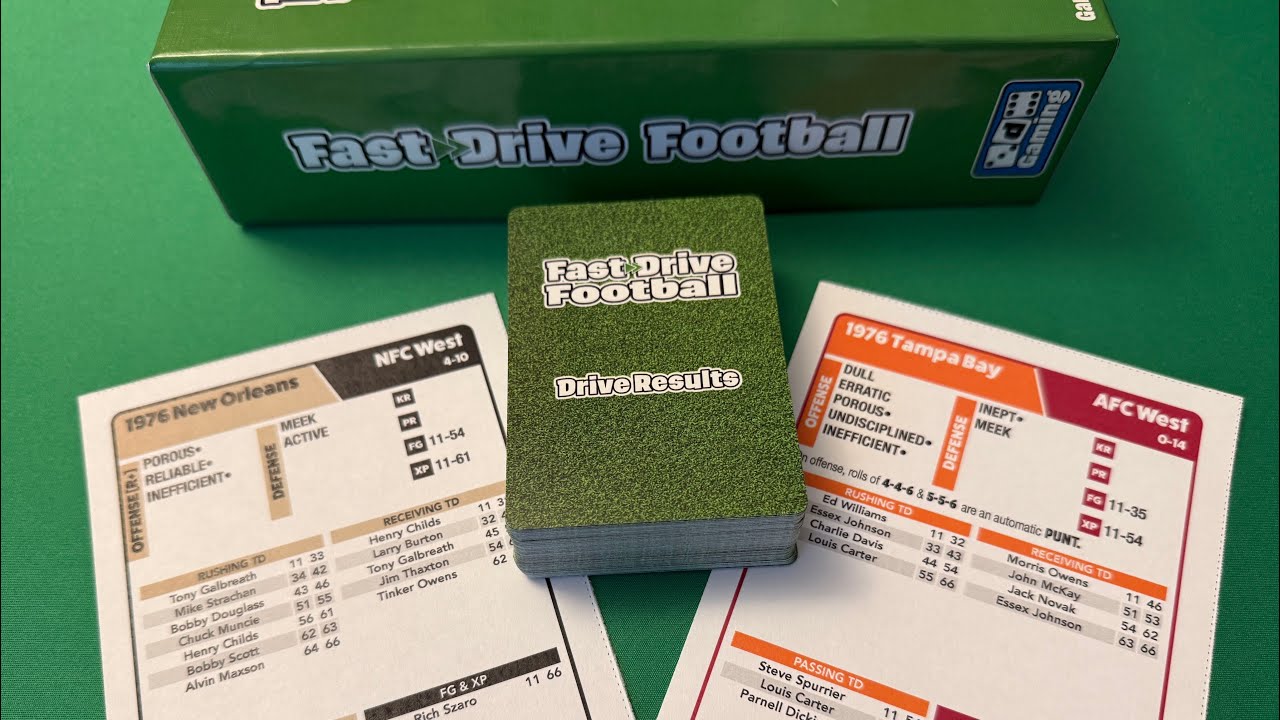 Gai
Fast Drive Football
Gaming
Fast Drive
Football
Drive Results
1976 New Orleans
NFC West
4-10
OFFENSE [R+]
POROUS•
RELIABLE•
INEFFICIENT•
DEFENSE
MEEK
ACTIVE
KR
PR
FG 11-54
XP 11-61
RUSHING TD
Tony Galbreath 11 33
Mike Strachan 34 42
Bobby Douglass 43 46
Chuck Muncie 51 55
Henry Childs 56 61
Bobby Scott 62 63
Alvin Maxson 64 66
RECEIVING TD
Henry Childs 11
Larry Burton 32
Tony Galbreath 45
Jim Thaxton 54
Tinker Owens 62
FG & XP
Rich Szaro 11 66
1976 Tampa Bay
AFC West
0-14
OFFENSE
DULL
ERRATIC
POROUS•
UNDISCIPLINED•
INEFFICIENT•
DEFENSE
INEPT•
MEEK
KR
PR
FG 11-35
XP 11-54
on offense, rolls of 4-4-6 & 5-5-6 are an automatic PUNT.
RUSHING TD
Ed Williams 11 32
Essex Johnson 33 43
Charlie Davis 44 54
Louis Carter 55 66
RECEIVING TD
Morris Owens 11 46
John McKay 51 53
Jack Novak 54 62
Essex Johnson 63 66
PASSING TD
Steve Spurrier 11
Louis Carter
Parnell Dick